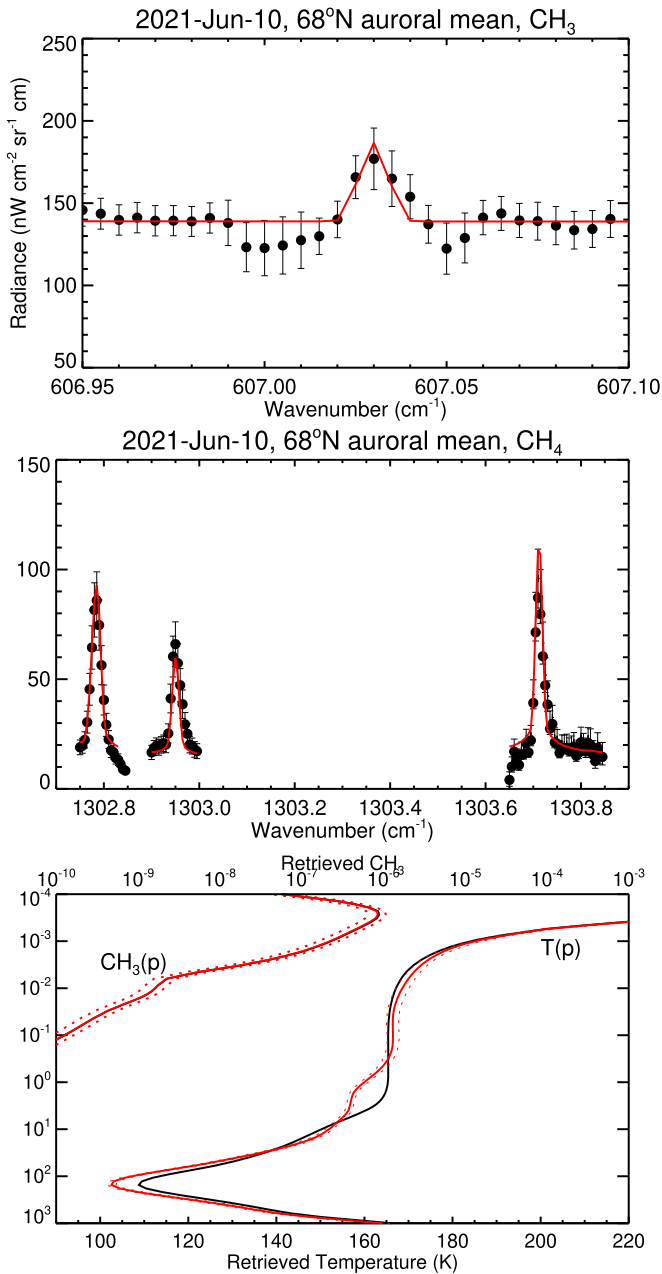 2021-Jun-10, 68°N auroral mean, CH₃
250
200
150
100
50
Radiance (nW cm⁻² sr⁻¹ cm)
606.95 607.00 607.05 607.10
Wavenumber (cm⁻¹)
2021-Jun-10, 68°N auroral mean, CH₄
150
100
50
0
1302.8 1303.0 1303.2 1303.4 1303.6 1303.8
Wavenumber (cm⁻¹)
Retrieved CH₃
10⁻¹⁰ 10⁻⁹ 10⁻⁸ 10⁻⁷ 10⁻⁶ 10⁻⁵ 10⁻⁴ 10⁻³
10⁻⁴
10⁻³
10⁻²
10⁻¹
10⁰
10¹
10²
10³
CH₃(p)
T(p)
100 120 140 160 180 200 220
Retrieved Temperature (K)